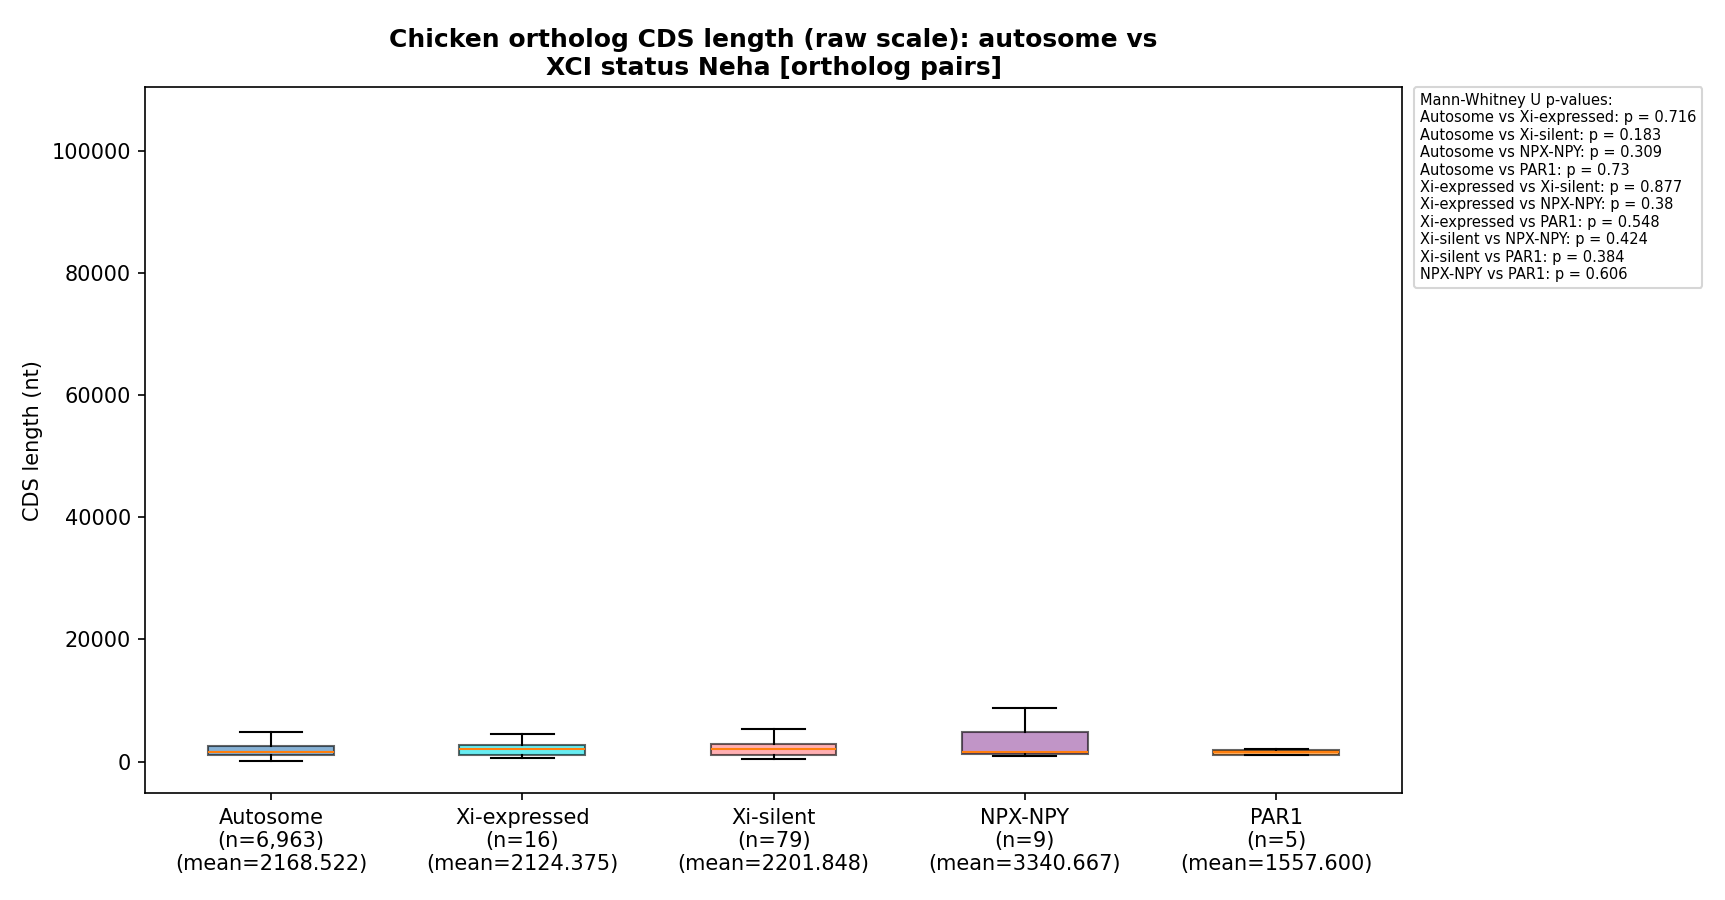 Chicken ortholog CDS length (raw scale): autosome vs
XCI status Neha [ortholog pairs]
CDS length (nt)
100000
80000
60000
40000
20000
0
Autosome
(n=6,963)
(mean=2168.522)
Xi-expressed
(n=16)
(mean=2124.375)
Xi-silent
(n=79)
(mean=2201.848)
NPX-NPY
(n=9)
(mean=3340.667)
PAR1
(n=5)
(mean=1557.600)
Mann-Whitney U p-values:
Autosome vs Xi-expressed: p = 0.716
Autosome vs Xi-silent: p = 0.183
Autosome vs NPX-NPY: p = 0.309
Autosome vs PAR1: p = 0.73
Xi-expressed vs Xi-silent: p = 0.877
Xi-expressed vs NPX-NPY: p = 0.38
Xi-expressed vs PAR1: p = 0.548
Xi-silent vs NPX-NPY: p = 0.424
Xi-silent vs PAR1: p = 0.384
NPX-NPY vs PAR1: p = 0.606